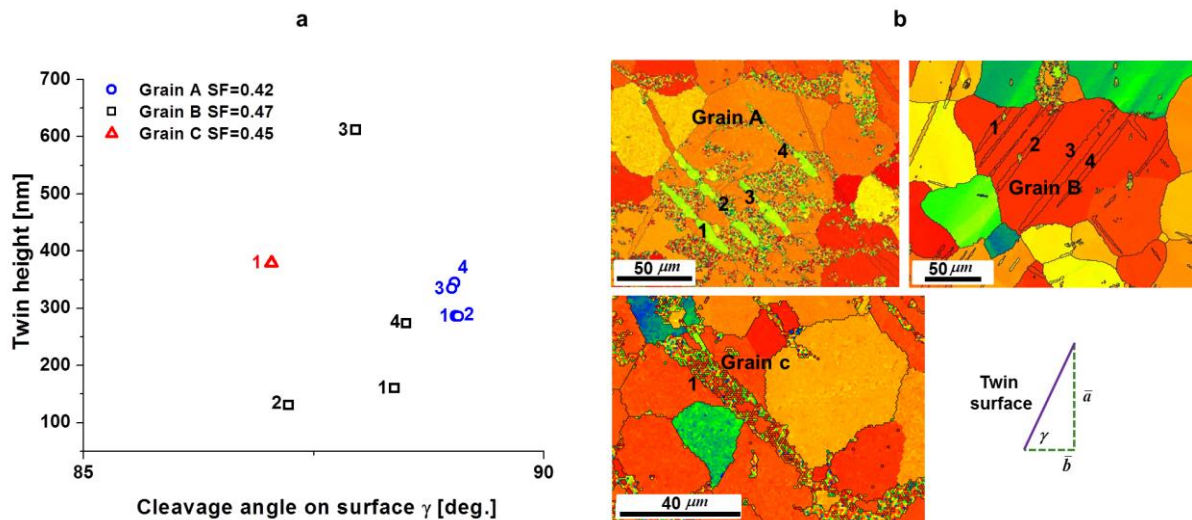 a
b
700
600
500
400
300
200
100
Twin height [nm]
Grain A SF=0.42
Grain B SF=0.47
Grain C SF=0.45
3
1
4
3
1
2
4
1
2
85
90
Cleavage angle on surface γ [deg.]
Grain A
4
3
2
1
50 μm
1
2
3
4
Grain B
50 μm
Grain c
1
40 μm
Twin
surface
γ
a̅
b̅